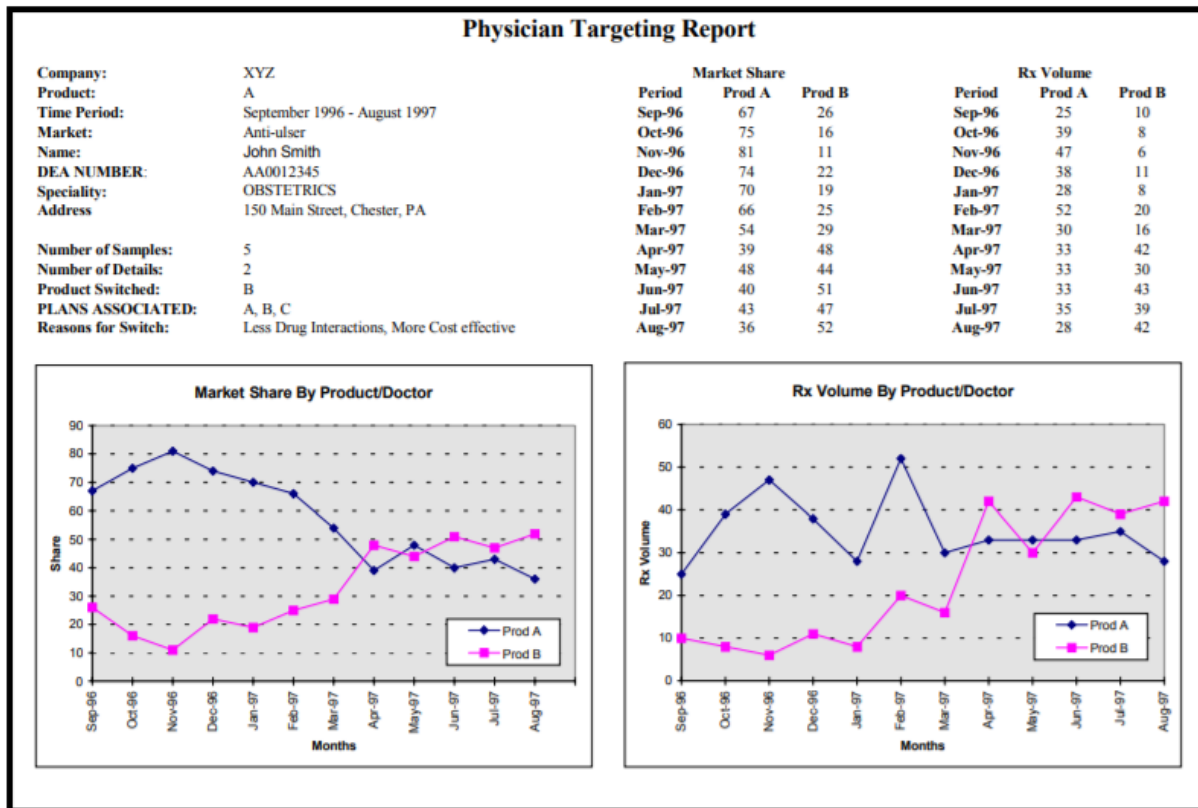 Physician Targeting Report
Company: XYZ
Product: A
Time Period: September 1996 - August 1997
Market: Anti-ulser
Name: John Smith
DEA NUMBER: AA0012345
Speciality: OBSTETRICS
Address 150 Main Street, Chester, PA
Number of Samples: 5
Number of Details: 2
Product Switched: B
PLANS ASSOCIATED: A, B, C
Reasons for Switch: Less Drug Interactions, More Cost effective
Market Share
Period Prod A Prod B
Sep-96 67 26
Oct-96 75 16
Nov-96 81 11
Dec-96 74 22
Jan-97 70 19
Feb-97 66 25
Mar-97 54 29
Apr-97 39 48
May-97 48 44
Jun-97 40 51
Jul-97 43 47
Aug-97 36 52
Rx Volume
Period Prod A Prod B
Sep-96 25 10
Oct-96 39 8
Nov-96 47 6
Dec-96 38 11
Jan-97 28 8
Feb-97 52 20
Mar-97 30 16
Apr-97 33 42
May-97 33 30
Jun-97 33 43
Jul-97 35 39
Aug-97 28 42
Market Share By Product/Doctor
Share
90
80
70
60
50
40
30
20
10
0
Prod A
Prod B
Sep-96 Oct-96 Nov-96 Dec-96 Jan-97 Feb-97 Mar-97 Apr-97 May-97 Jun-97 Jul-97 Aug-97
Months
Rx Volume By Product/Doctor
Rx Volume
60
50
40
30
20
10
0
Prod A
Prod B
Sep-96 Oct-96 Nov-96 Dec-96 Jan-97 Feb-97 Mar-97 Apr-97 May-97 Jun-97 Jul-97 Aug-97
Months